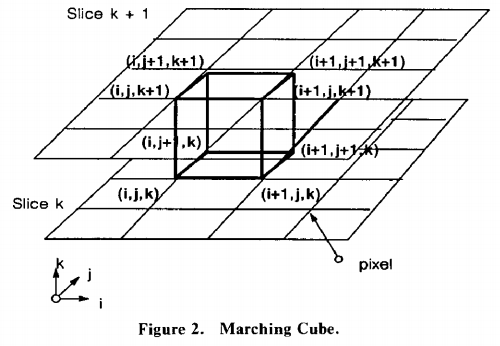 Slice k + 1
(i,j+1,k+1)
(i+1,j+1,k+1)
(i,j,k+1)
(i+1,j,k+1)
(i,j+1,k)
(i+1,j+1,k)
(i,j,k)
(i+1,j,k)
Slice k
pixel
k
j
i
Figure 2. Marching Cube.